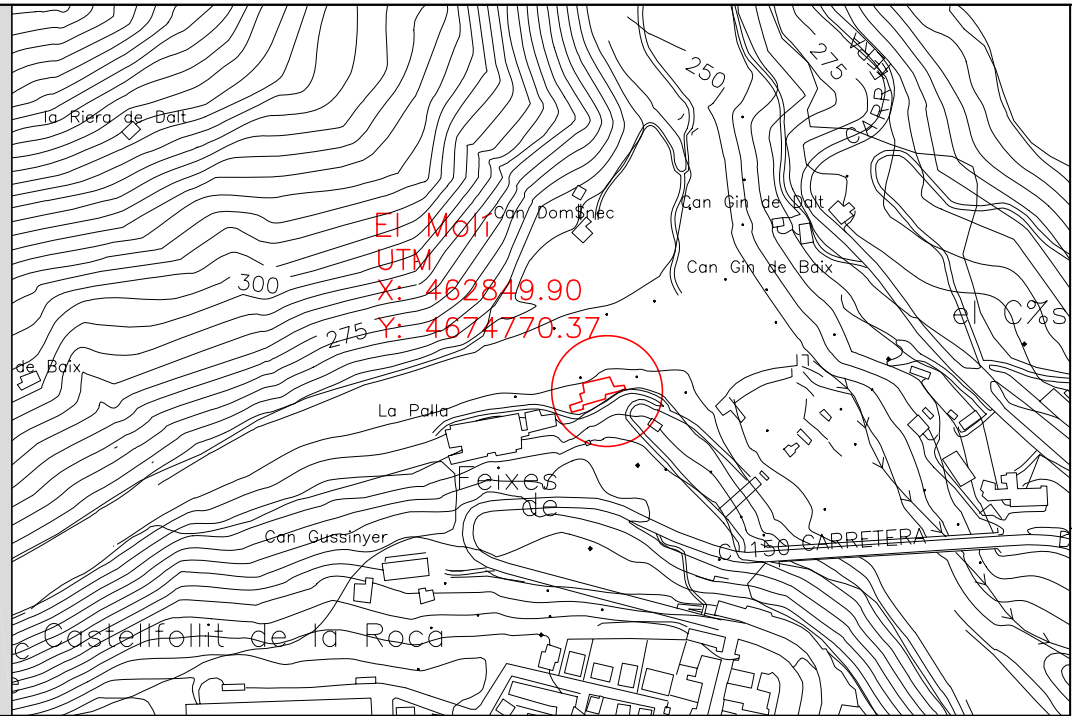 250
275
CARR
la Riera de Dalt
Can Dom$nec
Can Gin de Dalt
El Molí
UTM
X: 462849.90
Y: 4674770.37
Can Gin de Baix
300
275
el C%s
de Baix
La Palla
Feixes
de
Can Gussinyer
C 150 CARRETERA
Castellfollit de la Roca
c